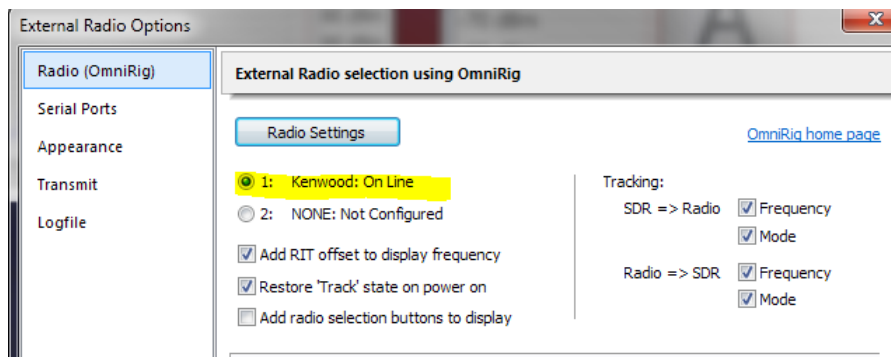 External Radio Options
Radio (OmniRig)
Serial Ports
Appearance
Transmit
Logfile
External Radio selection using OmniRig
Radio Settings
OmniRig home page
1: Kenwood: On Line
2: NONE: Not Configured
Add RIT offset to display frequency
Restore 'Track' state on power on
Add radio selection buttons to display
Tracking:
SDR => Radio Frequency
Mode
Radio => SDR Frequency
Mode